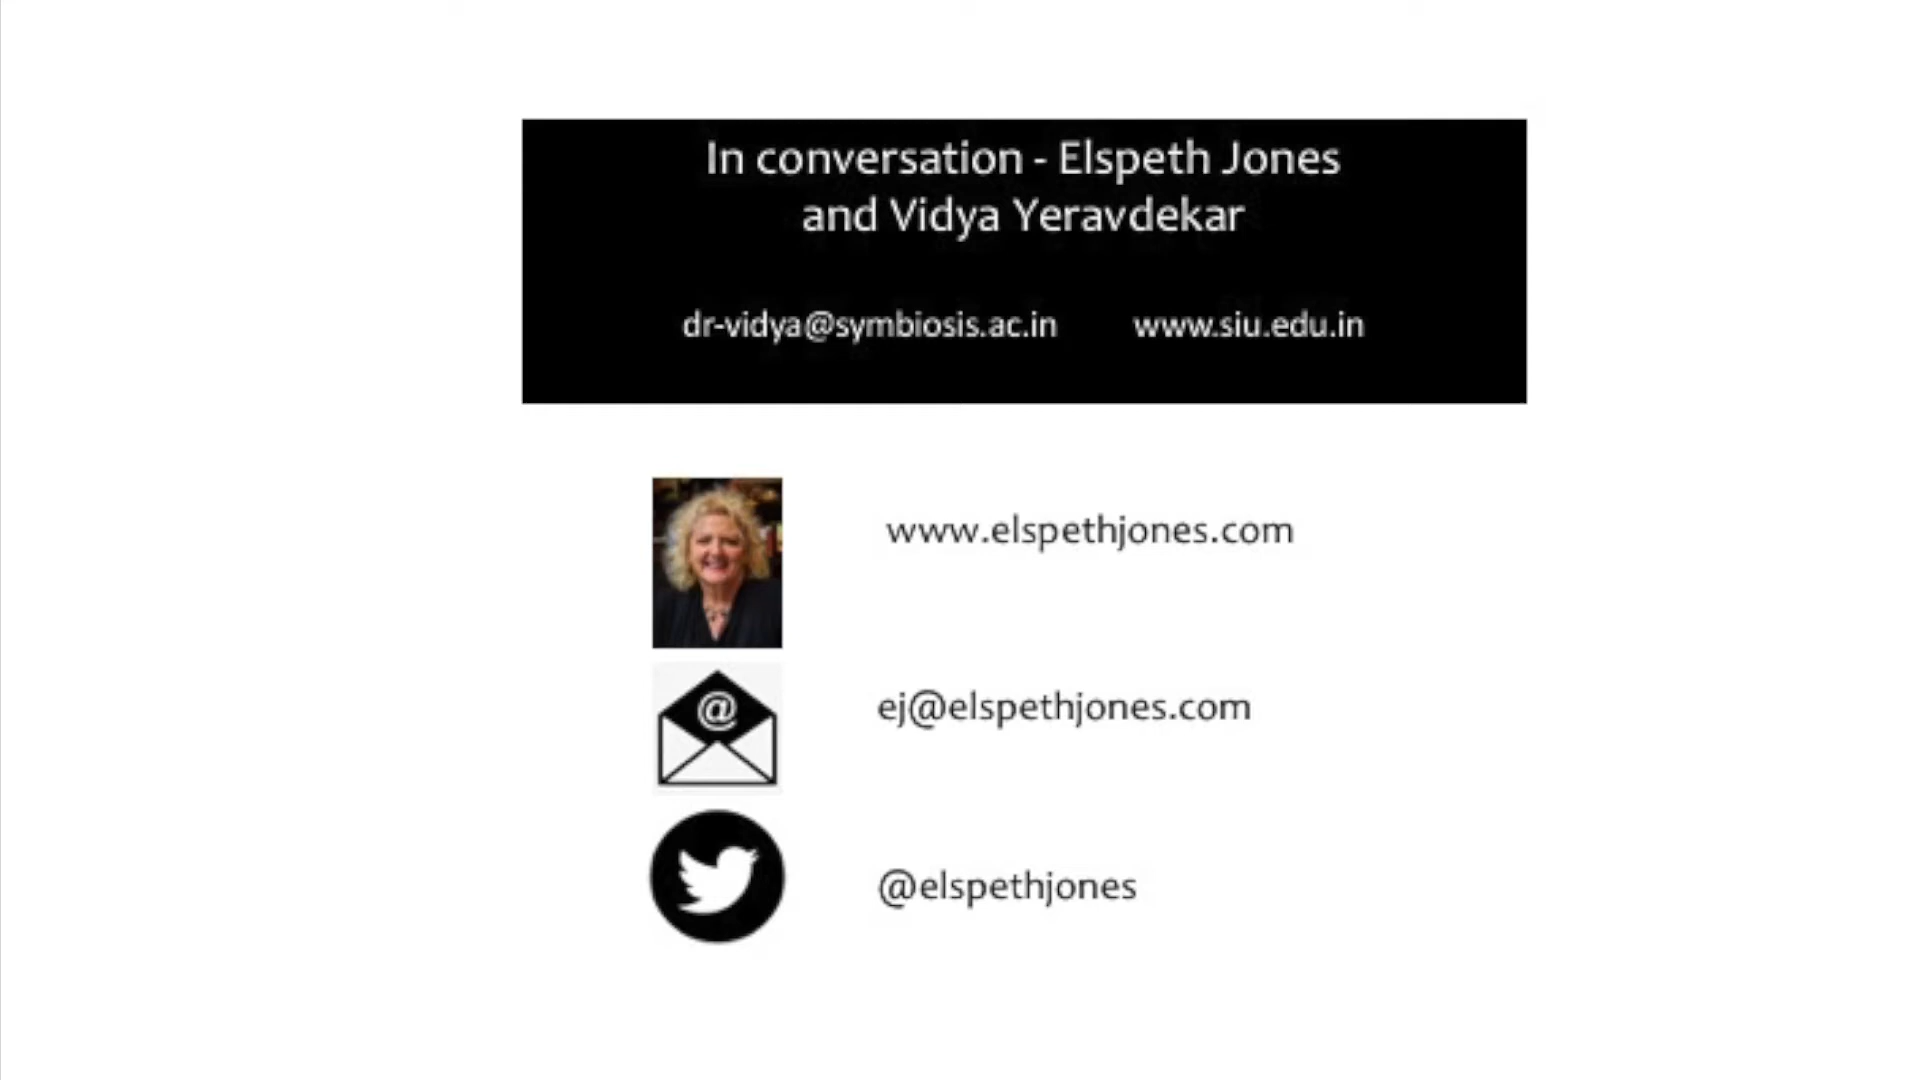 In conversation - Elspeth Jones
and Vidya Yeravdekar
dr-vidya@symbiosis.ac.in www.siu.edu.in
www.elspethjones.com
@
ej@elspethjones.com
@elspethjones